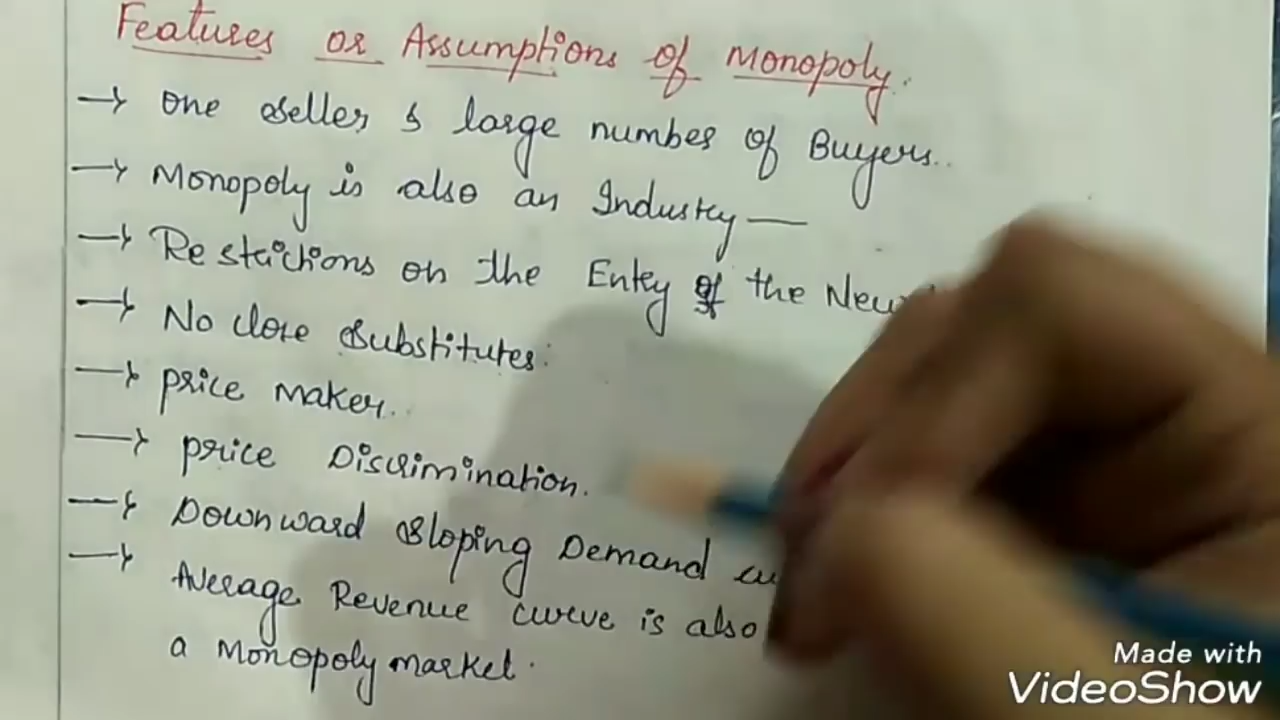 Features or Assumptions of Monopoly.
→ One seller & large number of Buyers..
→ Monopoly is also an Industry —
→ Restrictions on the Entry of the New
→ No close Substitutes.
→ price maker..
→ price Discrimination.
→ Downward Sloping Demand
→ Average Revenue curve is also
a Monopoly market.
Made with
VideoShow